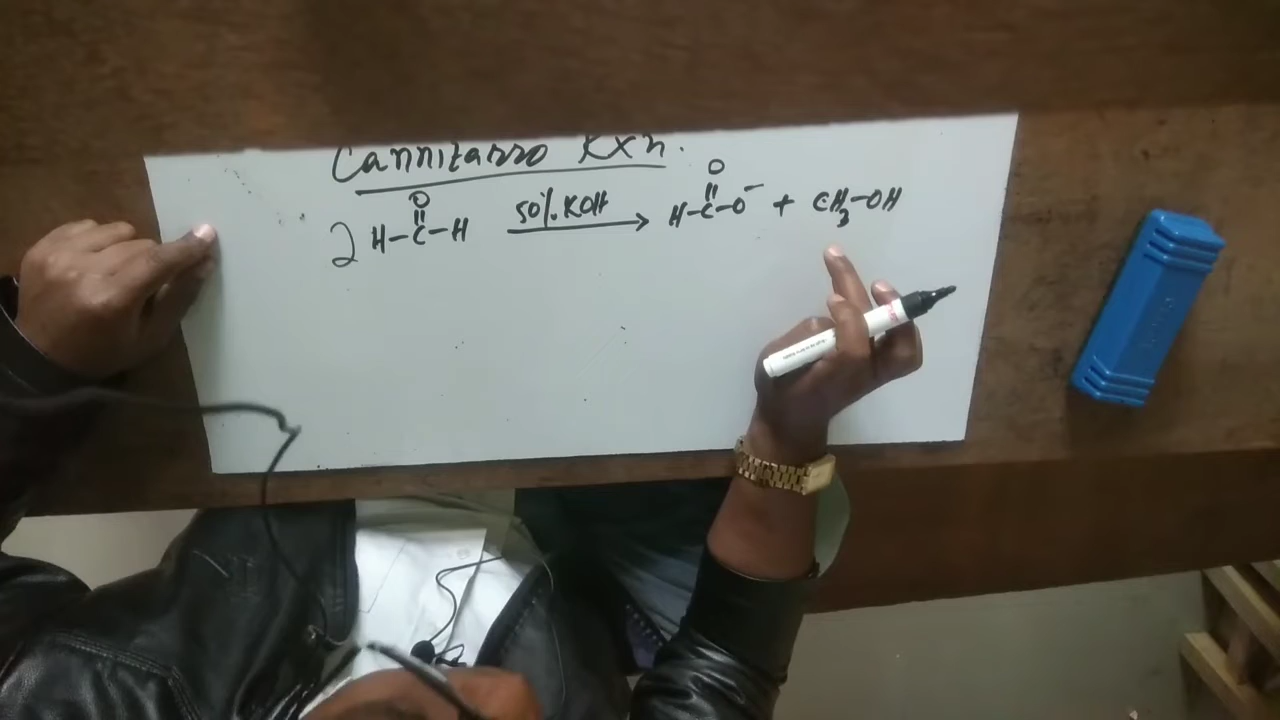 Cannizarro Rxn.
O O
2 H-C-H 50% KOH → H-C-O⁻ + CH₃-OH